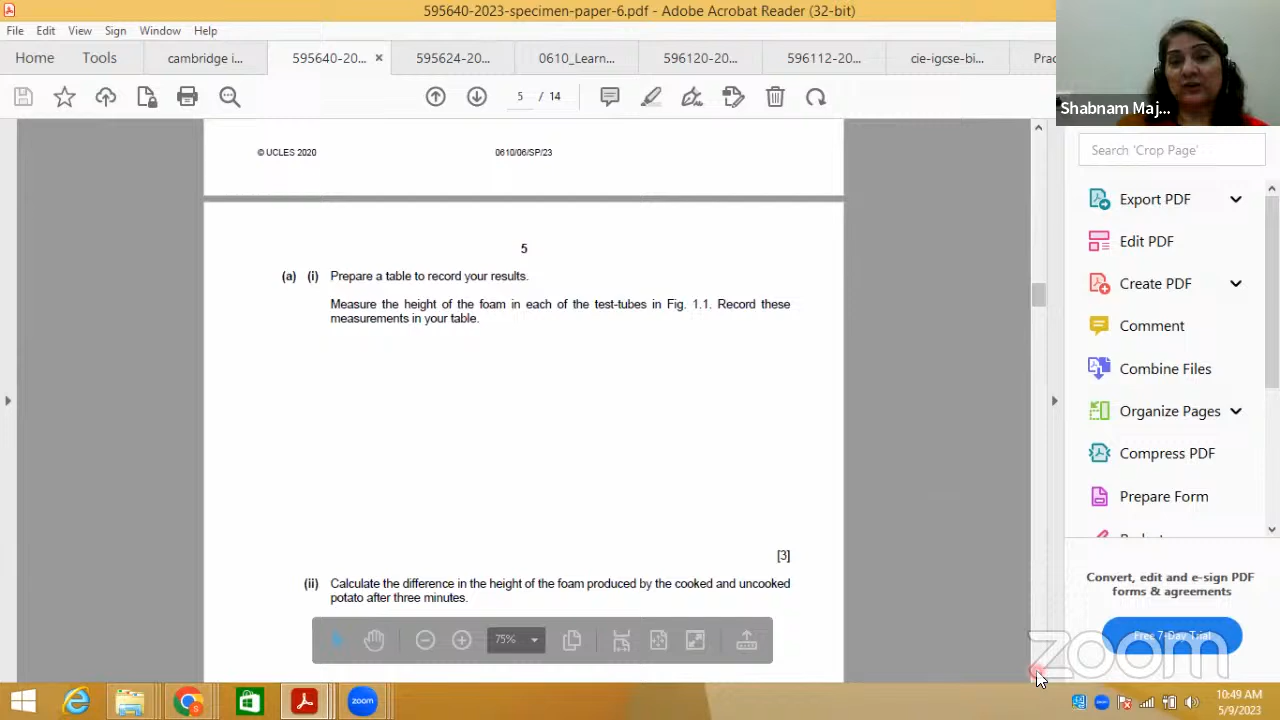 595640-2023-specimen-paper-6.pdf - Adobe Acrobat Reader (32-bit)
File Edit View Sign Window Help
Home Tools cambridge i... 595640-20... × 595624-20... 0610_Learn... 596120-20... 596112-20... cie-igcse-bi... Prac
5 / 14
Shabnam Maj...
© UCLES 2020 0610/06/SP/23
5
(a) (i) Prepare a table to record your results.
Measure the height of the foam in each of the test-tubes in Fig. 1.1. Record these
measurements in your table.
[3]
(ii) Calculate the difference in the height of the foam produced by the cooked and uncooked
potato after three minutes.
75%
Search 'Crop Page'
Export PDF
Edit PDF
Create PDF
Comment
Combine Files
Organize Pages
Compress PDF
Prepare Form
Convert, edit and e-sign PDF
forms & agreements
Free 7-Day Trial
zoom
zoom
10:49 AM
5/9/2023